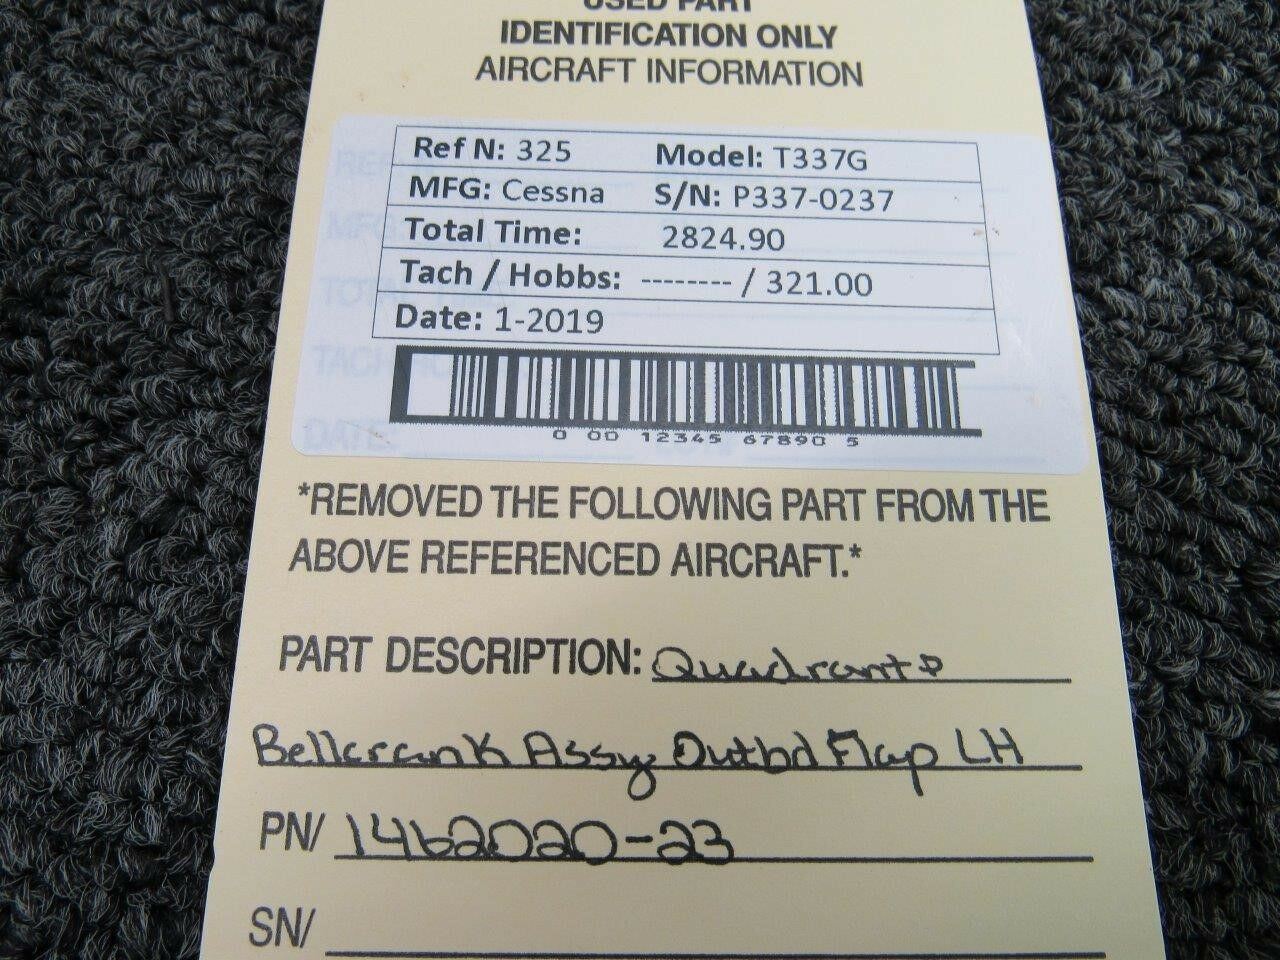 USED PART
IDENTIFICATION ONLY
AIRCRAFT INFORMATION
Ref N: 325 Model: T337G
MFG: Cessna S/N: P337-0237
Total Time: 2824.90
Tach / Hobbs: -------- / 321.00
Date: 1-2019
0 00 12345 67890 5
*REMOVED THE FOLLOWING PART FROM THE
ABOVE REFERENCED AIRCRAFT.*
PART DESCRIPTION: Quadrant &
Bellcrank Assy Outbd Flap LH
PN/ 1462020-23
SN/